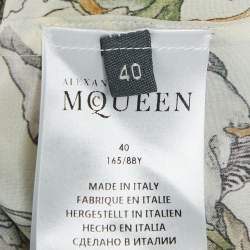 40
ALEXAN
McQUEEN
40
165/88Y
MADE IN ITALY
FABRIQUE EN ITALIE
HERGESTELLT IN ITALIEN
HECHO EN ITALIA
СДЕЛАНО В ИТАЛИИ